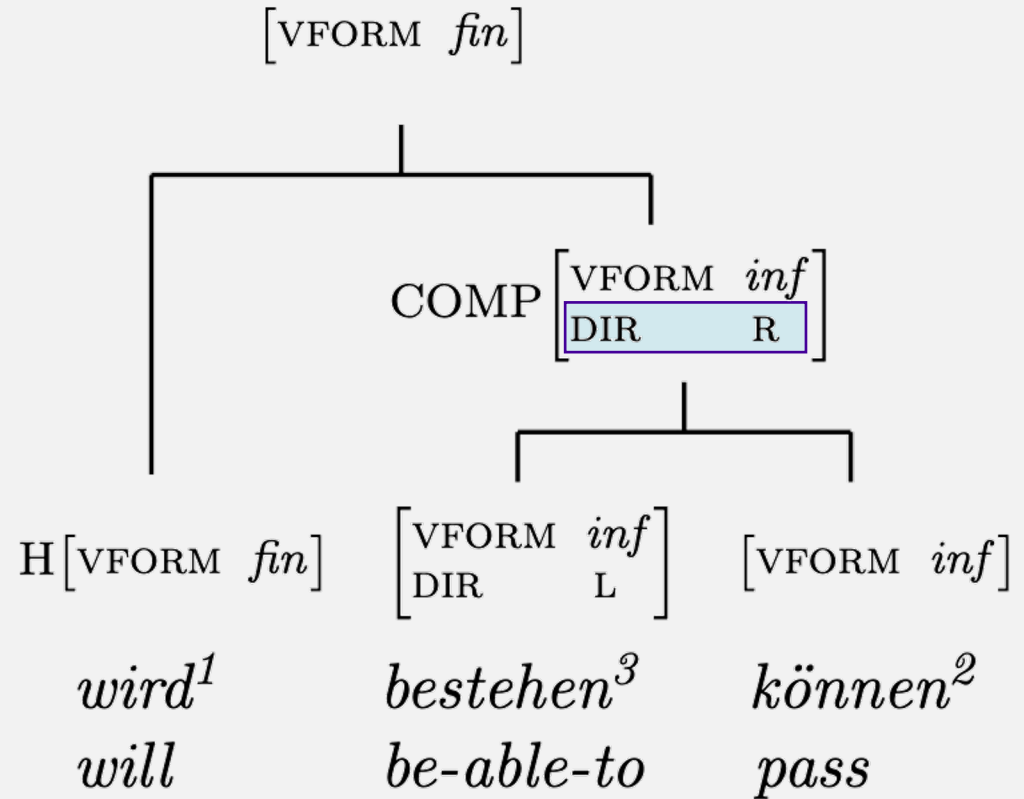 [VFORM fin]
COMP [VFORM inf
DIR R]
H[VFORM fin] [VFORM inf
DIR L] [VFORM inf]
wird¹ bestehen³ können²
will be-able-to pass